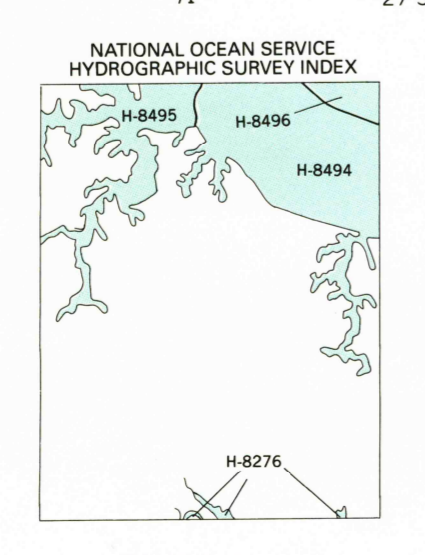 NATIONAL OCEAN SERVICE
HYDROGRAPHIC SURVEY INDEX
H-8495
H-8496
H-8494
H-8276